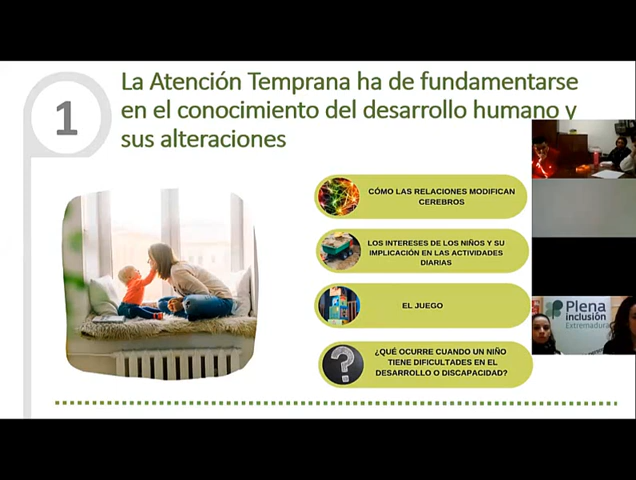 1
La Atención Temprana ha de fundamentarse
en el conocimiento del desarrollo humano y
sus alteraciones
CÓMO LAS RELACIONES MODIFICAN
CEREBROS
LOS INTERESES DE LOS NIÑOS Y SU
IMPLICACIÓN EN LAS ACTIVIDADES
DIARIAS
EL JUEGO
¿QUÉ OCURRE CUANDO UN NIÑO
TIENE DIFICULTADES EN EL
DESARROLLO O DISCAPACIDAD?
Plena
inclusión
Extremadura